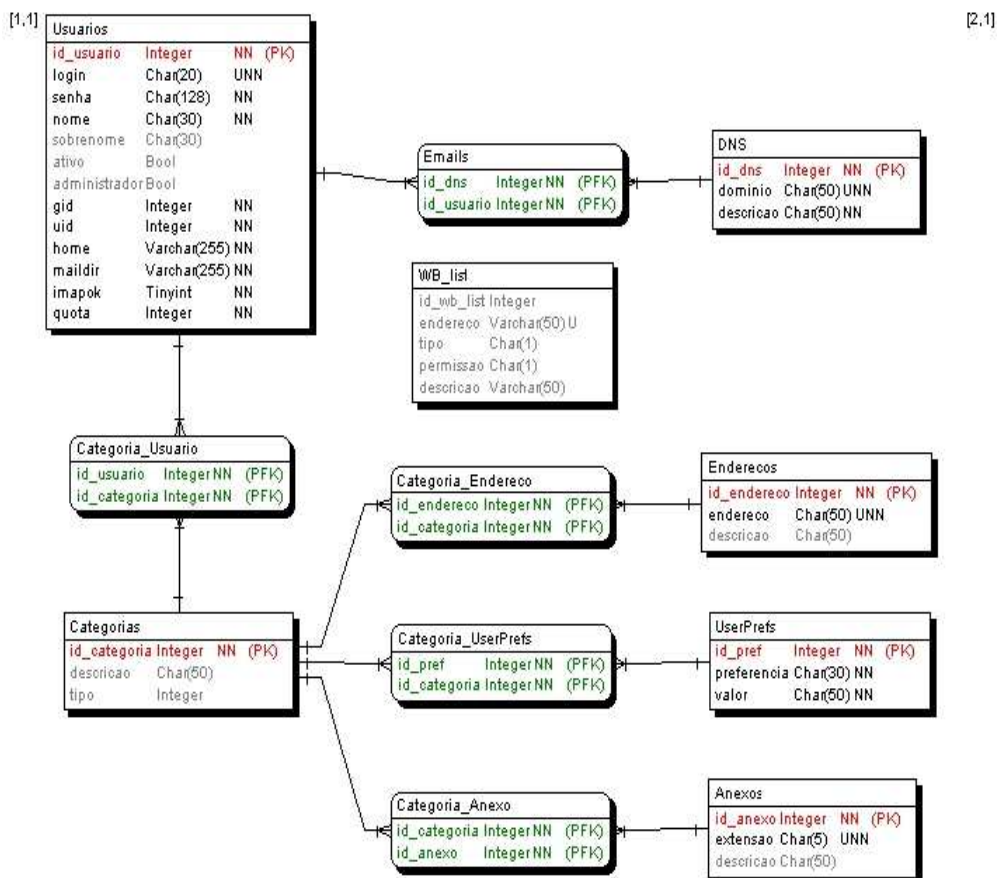 [1,1]
[2,1]
Usuarios
id_usuario Integer NN (PK)
login Char(20) UNN
senha Char(128) NN
nome Char(30) NN
sobrenome Char(30)
ativo Bool
administrador Bool
gid Integer NN
uid Integer NN
home Varchar(255) NN
maildir Varchar(255) NN
imapok Tinyint NN
quota Integer NN
Emails
id_dns Integer NN (PFK)
id_usuario Integer NN (PFK)
DNS
id_dns Integer NN (PK)
dominio Char(50) UNN
descricao Char(50) NN
WB_list
id_wb_list Integer
endereco Varchar(50) U
tipo Char(1)
permissao Char(1)
descricao Varchar(50)
Categoria_Usuario
id_usuario Integer NN (PFK)
id_categoria Integer NN (PFK)
Categoria_Endereco
id_endereco Integer NN (PFK)
id_categoria Integer NN (PFK)
Enderecos
id_endereco Integer NN (PK)
endereco Char(50) UNN
descricao Char(50)
Categorias
id_categoria Integer NN (PK)
descricao Char(50)
tipo Integer
Categoria_UserPrefs
id_pref Integer NN (PFK)
id_categoria Integer NN (PFK)
UserPrefs
id_pref Integer NN (PK)
preferencia Char(30) NN
valor Char(50) NN
Categoria_Anexo
id_categoria Integer NN (PFK)
id_anexo Integer NN (PFK)
Anexos
id_anexo Integer NN (PK)
extensao Char(5) UNN
descricao Char(50)